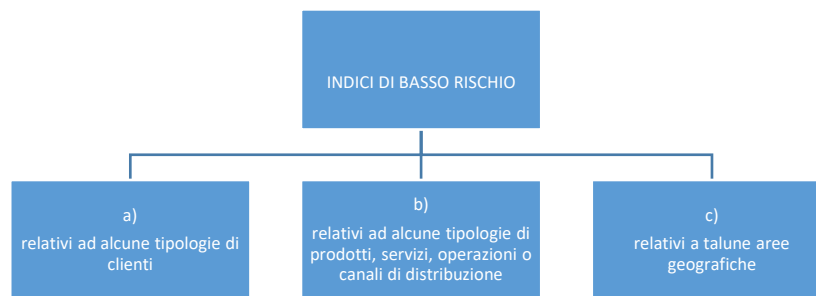 INDICI DI BASSO RISCHIO
a)
relativi ad alcune tipologie di
clienti
b)
relativi ad alcune tipologie di
prodotti, servizi, operazioni o
canali di distribuzione
c)
relativi a talune aree
geografiche